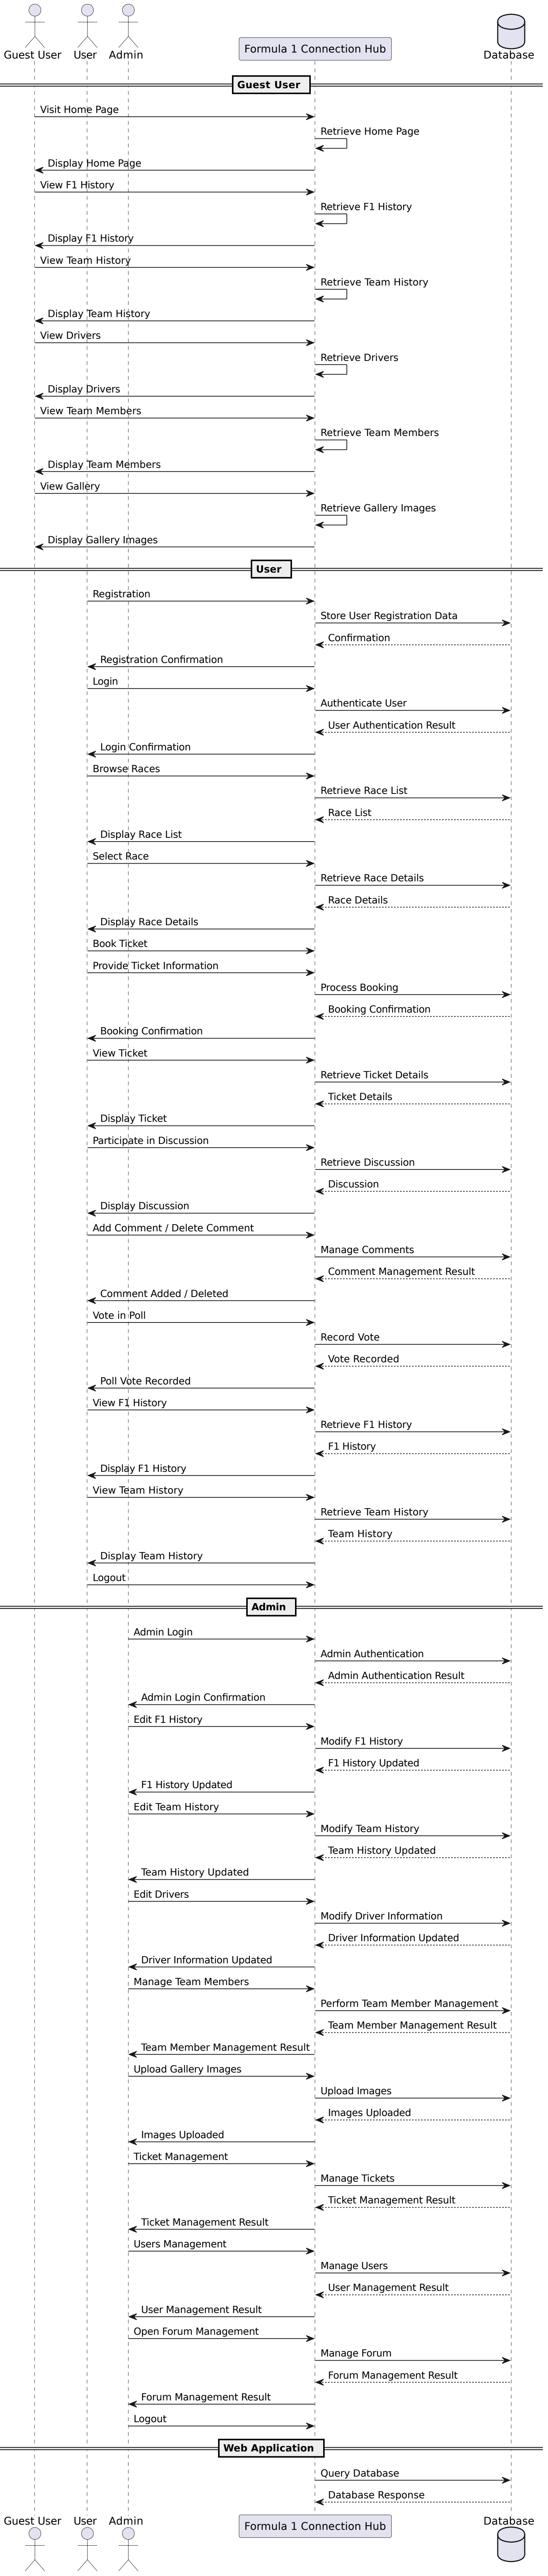 Guest User
User
Admin
Formula 1 Connection Hub
Database
Guest User
Visit Home Page
Retrieve Home Page
Display Home Page
View F1 History
Retrieve F1 History
Display F1 History
View Team History
Retrieve Team History
Display Team History
View Drivers
Retrieve Drivers
Display Drivers
View Team Members
Retrieve Team Members
Display Team Members
View Gallery
Retrieve Gallery Images
Display Gallery Images
User
Registration
Store User Registration Data
Confirmation
Registration Confirmation
Login
Authenticate User
User Authentication Result
Login Confirmation
Browse Races
Retrieve Race List
Race List
Display Race List
Select Race
Retrieve Race Details
Race Details
Display Race Details
Book Ticket
Provide Ticket Information
Process Booking
Booking Confirmation
Booking Confirmation
View Ticket
Retrieve Ticket Details
Ticket Details
Display Ticket
Participate in Discussion
Retrieve Discussion
Discussion
Display Discussion
Add Comment / Delete Comment
Manage Comments
Comment Management Result
Comment Added / Deleted
Vote in Poll
Record Vote
Vote Recorded
Poll Vote Recorded
View F1 History
Retrieve F1 History
F1 History
Display F1 History
View Team History
Retrieve Team History
Team History
Display Team History
Logout
Admin
Admin Login
Admin Authentication
Admin Authentication Result
Admin Login Confirmation
Edit F1 History
Modify F1 History
F1 History Updated
F1 History Updated
Edit Team History
Modify Team History
Team History Updated
Team History Updated
Edit Drivers
Modify Driver Information
Driver Information Updated
Driver Information Updated
Manage Team Members
Perform Team Member Management
Team Member Management Result
Team Member Management Result
Upload Gallery Images
Upload Images
Images Uploaded
Images Uploaded
Ticket Management
Manage Tickets
Ticket Management Result
Ticket Management Result
Users Management
Manage Users
User Management Result
User Management Result
Open Forum Management
Manage Forum
Forum Management Result
Forum Management Result
Logout
Web Application
Query Database
Database Response
Guest User
User
Admin
Formula 1 Connection Hub
Database